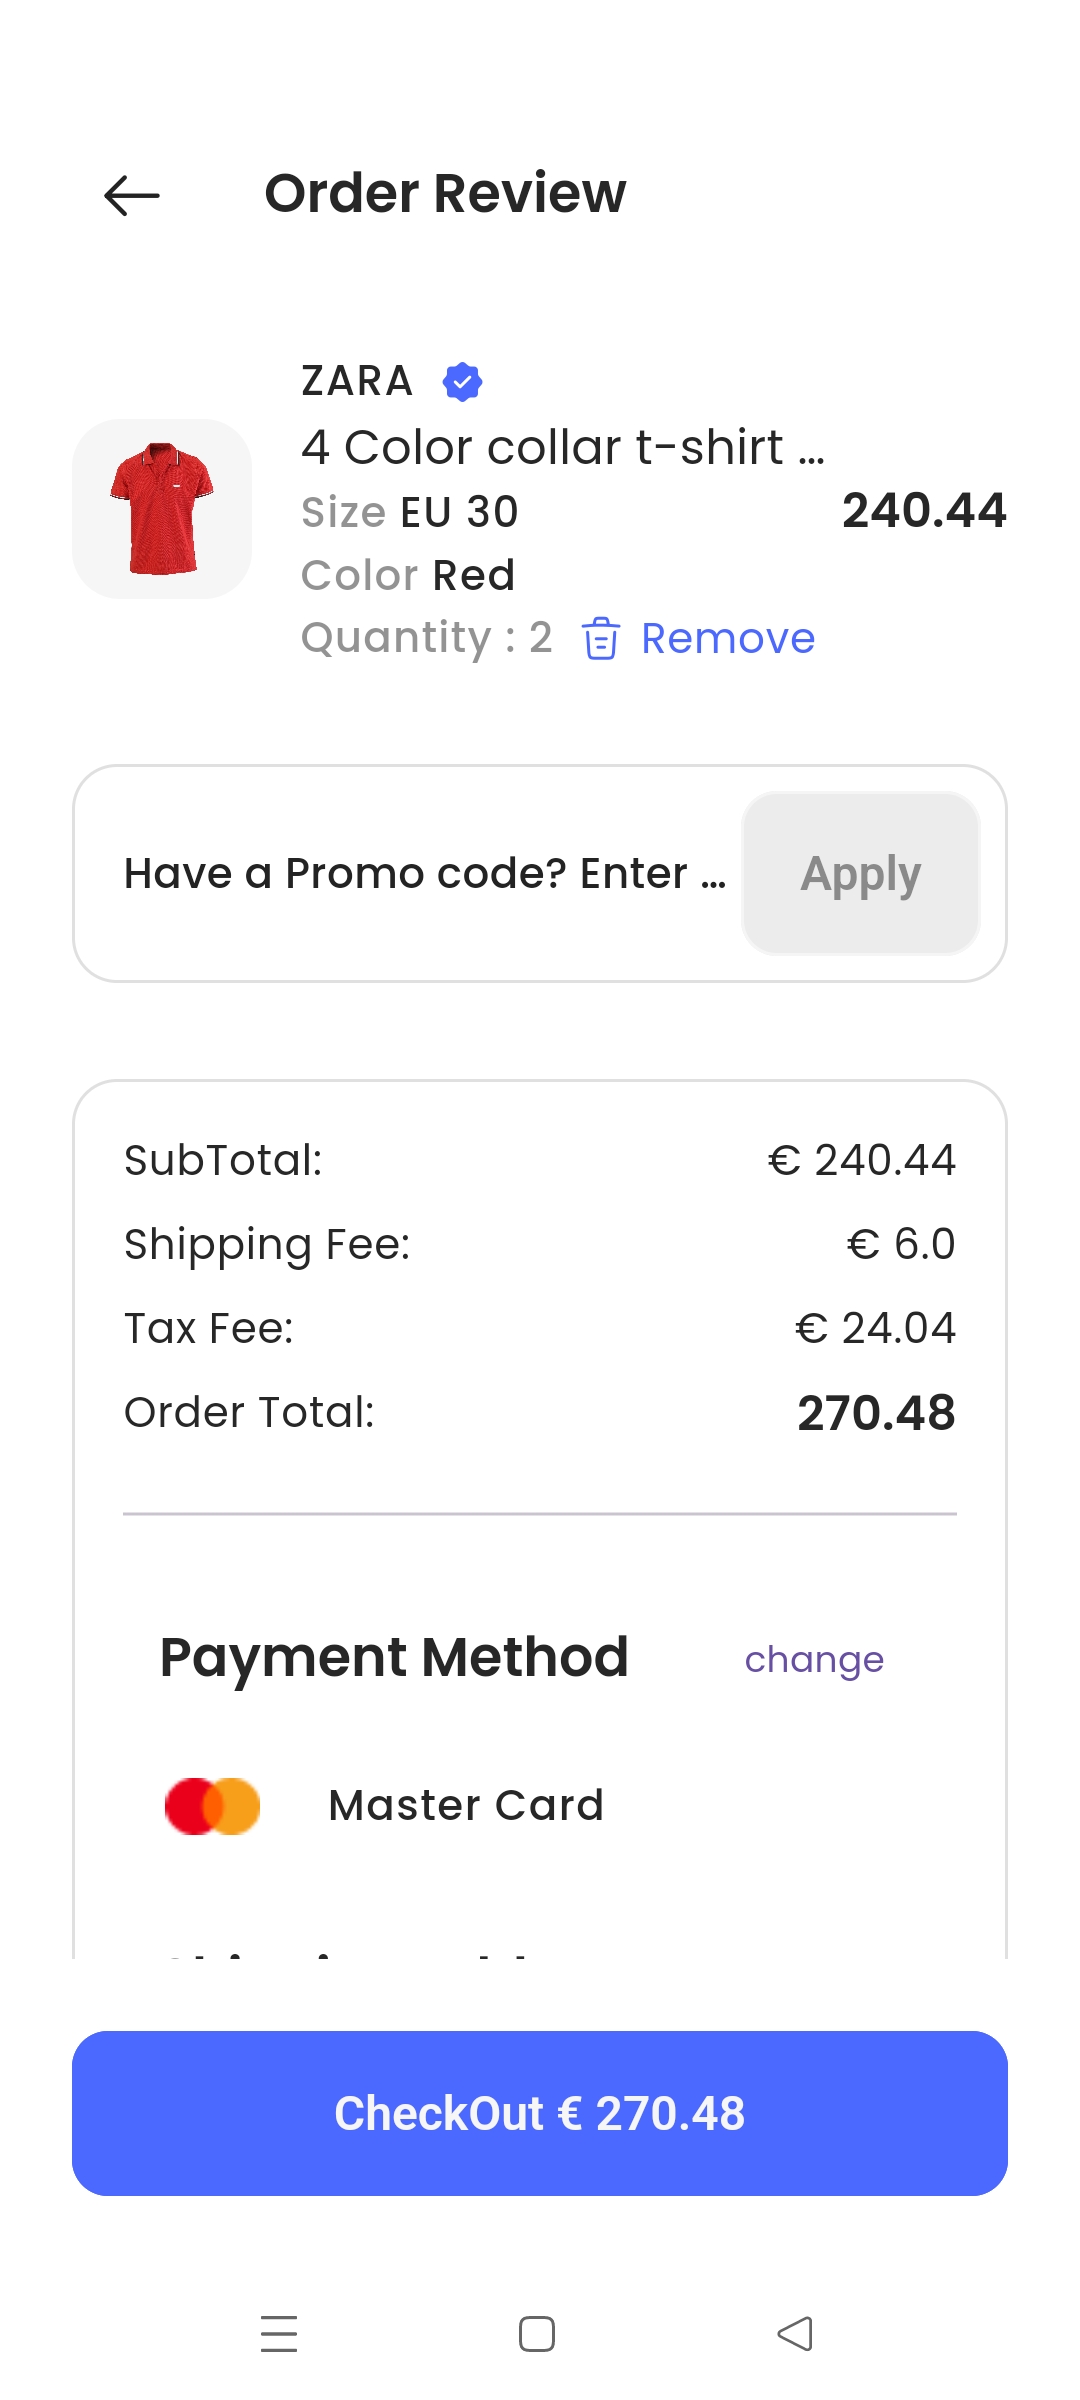 Order Review
ZARA
4 Color collar t-shirt ...
Size EU 30
240.44
Color Red
Quantity : 2 Remove
Have a Promo code? Enter ... Apply
SubTotal: € 240.44
Shipping Fee: € 6.0
Tax Fee: € 24.04
Order Total: 270.48
Payment Method change
Master Card
CheckOut € 270.48